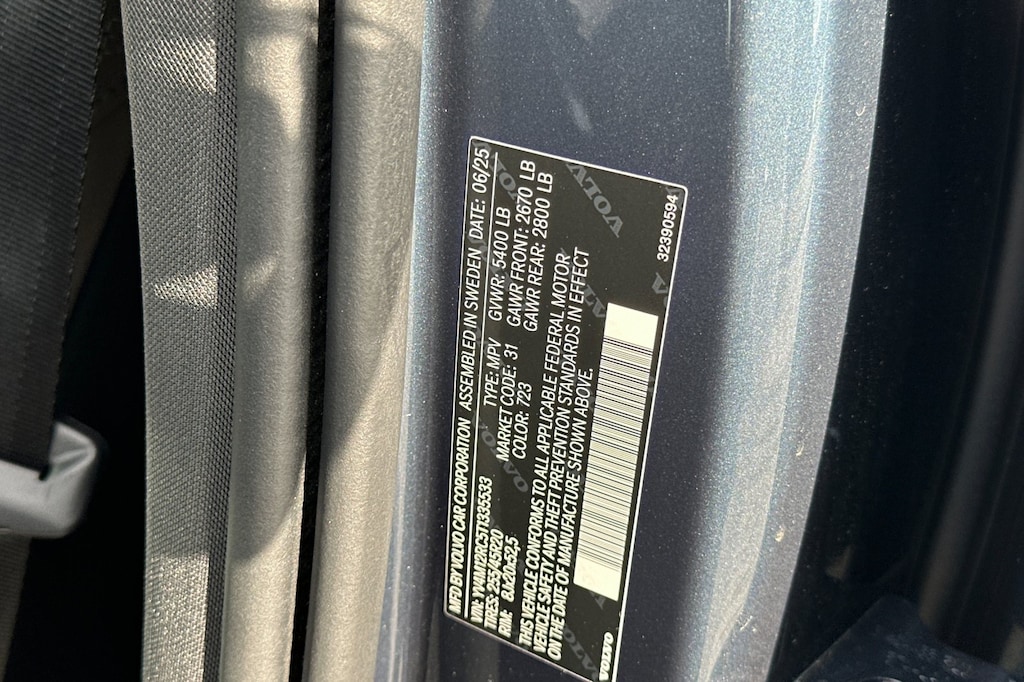 MFD BY VOLVO CAR CORPORATION ASSEMBLED IN SWEDEN DATE: 06/25
VIN: YV4M12RC5T1335533 TYPE: MPV GVWR: 5400 LB
TIRES: 255/45R20 MARKET CODE: 31 GAWR FRONT: 2670 LB
RIM: 8Jx20x52,5 COLOR: 723 GAWR REAR: 2800 LB
THIS VEHICLE CONFORMS TO ALL APPLICABLE FEDERAL MOTOR
VEHICLE SAFETY AND THEFT PREVENTION STANDARDS IN EFFECT
ON THE DATE OF MANUFACTURE SHOWN ABOVE.
VOLVO 32390594